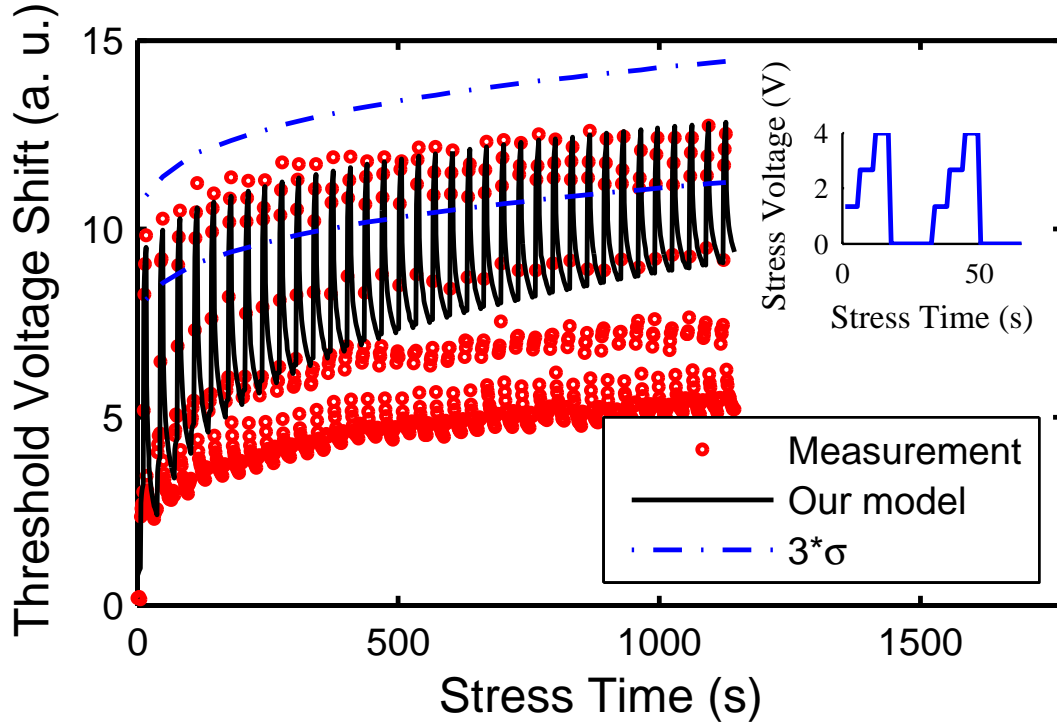 Threshold Voltage Shift (a. u.)
15
10
5
0
0
500
1000
1500
Stress Time (s)
Stress Voltage (V)
4
2
0
0
50
Stress Time (s)
Measurement
Our model
3*σ